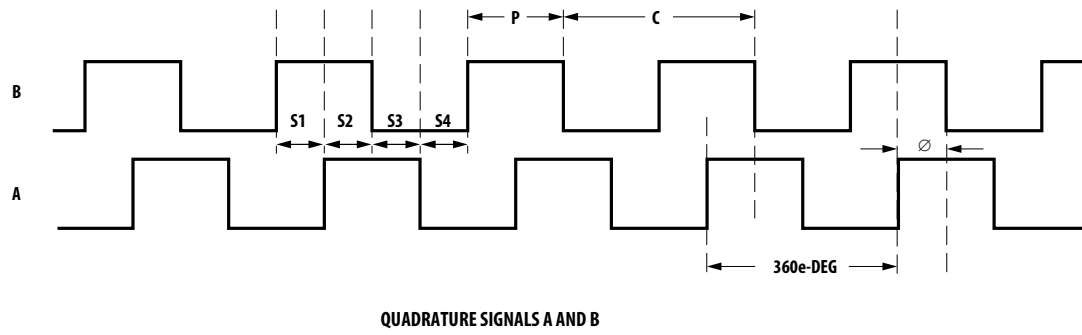 P C
B
S1 S2 S3 S4
Ø
A
360e-DEG
QUADRATURE SIGNALS A AND B